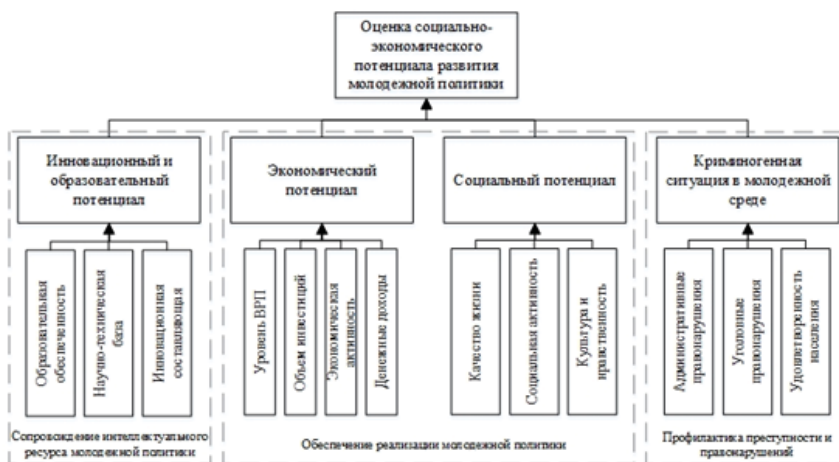 Оценка социально-
экономического
потенциала развития
молодежной политики
Инновационный и
образовательный
потенциал
Экономический
потенциал
Социальный потенциал
Криминогенная
ситуация в молодежной
среде
Образовательная
обеспеченность
Научно-техническая
база
Инновационная
составляющая
Уровень ВРП
Объем инвестиций
Экономическая
активность
Денежные доходы
Качество жизни
Социальная активность
Культура и
нравственность
Административные
правонарушения
Уголовные
правонарушения
Удовлетворенность
населения
Сопровождение интеллектуального
ресурса молодежной политики
Обеспечение реализации молодежной политики
Профилактика преступности и
правонарушений